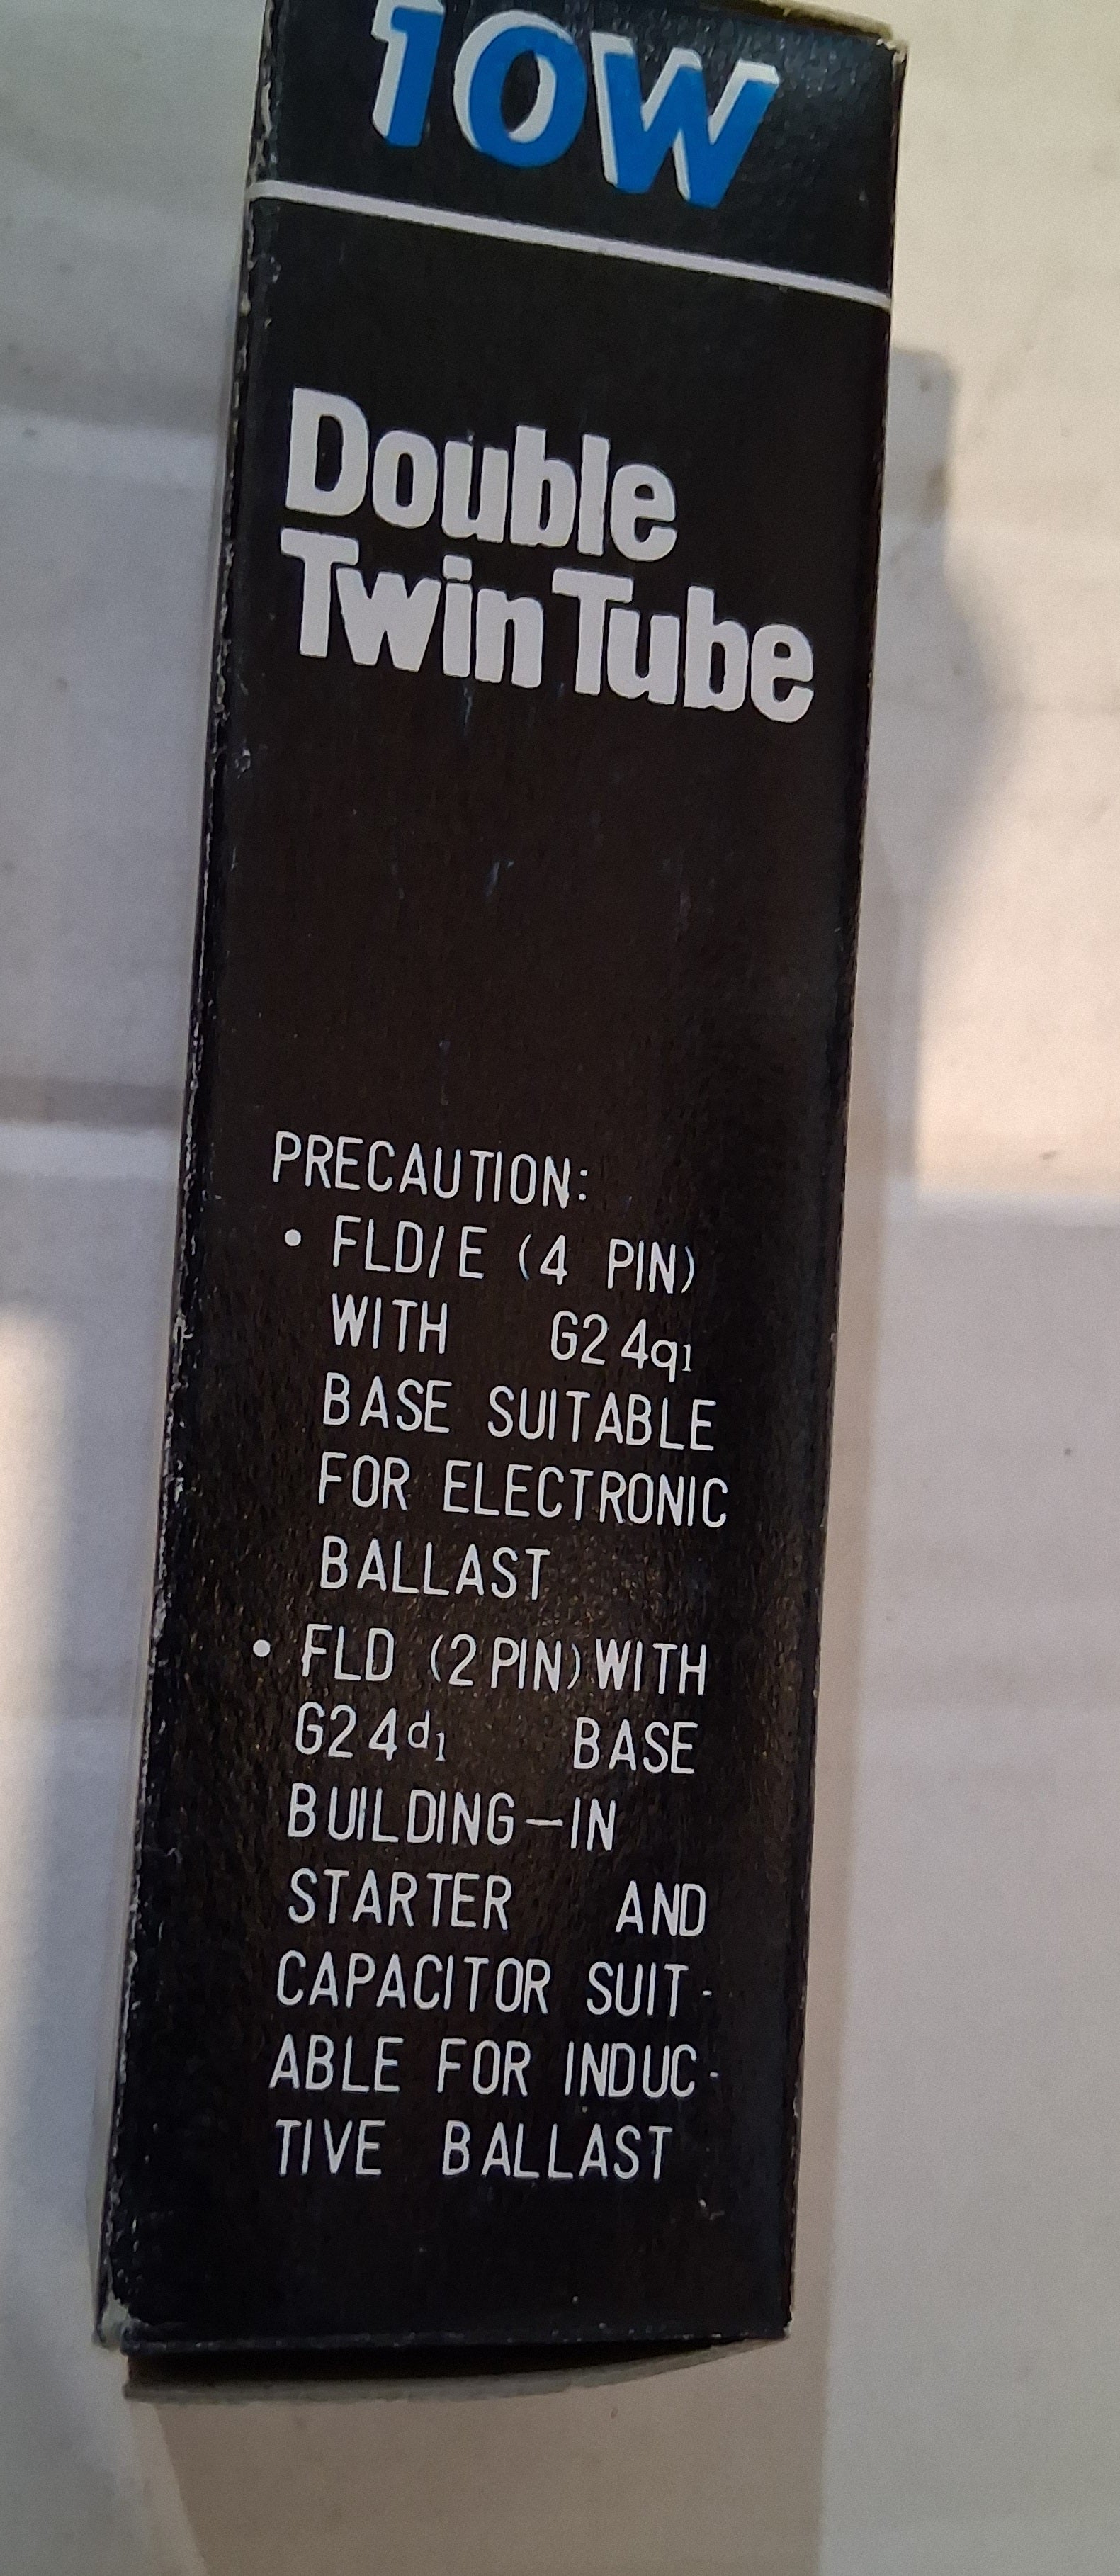 10W
Double
Twin Tube
PRECAUTION:
• FLD/E (4 PIN)
WITH G24q1
BASE SUITABLE
FOR ELECTRONIC
BALLAST
• FLD (2 PIN) WITH
G24d1 BASE
BUILDING-IN
STARTER AND
CAPACITOR SUIT-
ABLE FOR INDUC-
TIVE BALLAST